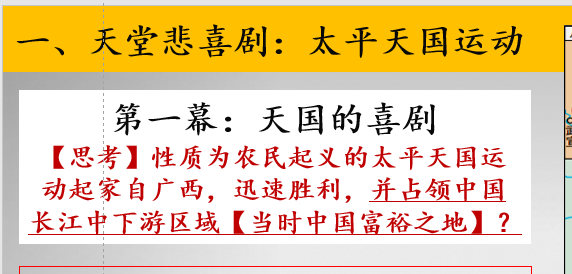 一、天堂悲喜剧：太平天国运动
第一幕：天国的喜剧
【思考】性质为农民起义的太平天国运
动起家自广西，迅速胜利，并占领中国
长江中下游区域【当时中国富裕之地】？